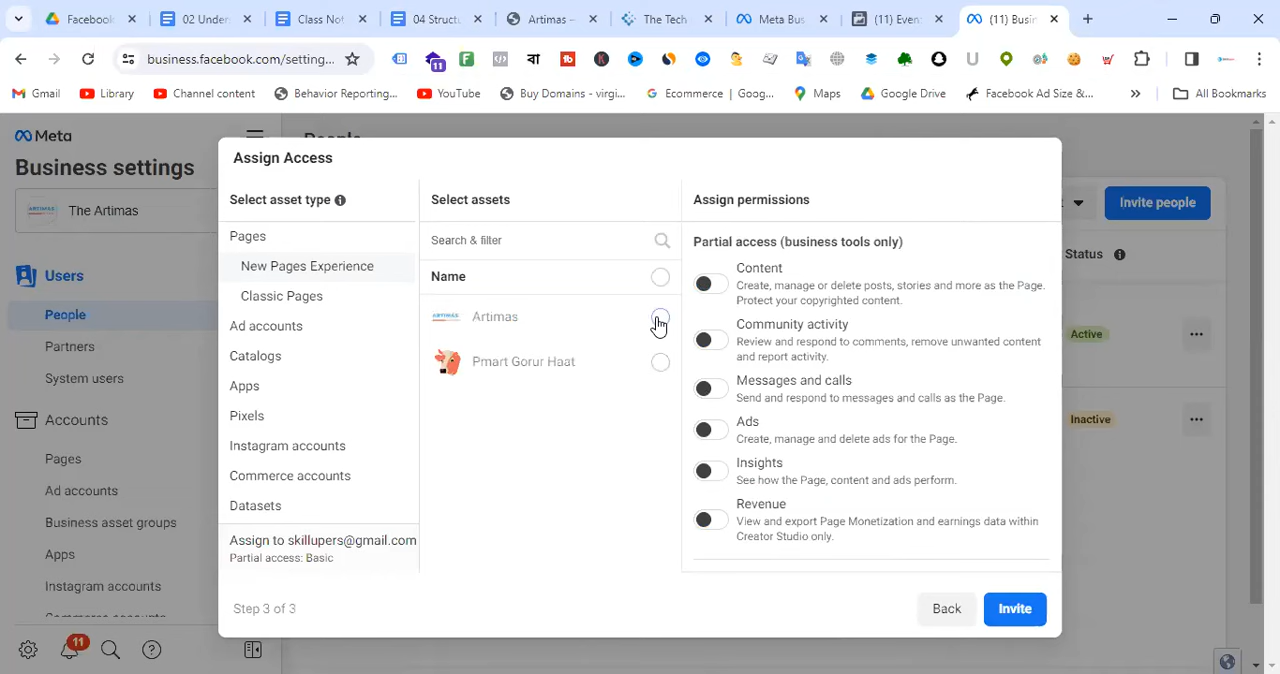 Facebook
02 Under
Class Not
04 Structu
Artimas –
The Tech
Meta Bus
(11) Even
(11) Busin
business.facebook.com/setting...
11
Gmail
Library
Channel content
Behavior Reporting...
YouTube
Buy Domains - virgi...
Ecommerce | Goog...
Maps
Google Drive
Facebook Ad Size &...
All Bookmarks
Meta
Business settings
The Artimas
Users
People
Partners
System users
Accounts
Pages
Ad accounts
Business asset groups
Apps
Instagram accounts
11
Assign Access
Select asset type
Pages
New Pages Experience
Classic Pages
Ad accounts
Catalogs
Apps
Pixels
Instagram accounts
Commerce accounts
Datasets
Assign to skillupers@gmail.com
Partial access: Basic
Select assets
Search & filter
Name
Artimas
Pmart Gorur Haat
Assign permissions
Partial access (business tools only)
Content
Create, manage or delete posts, stories and more as the Page.
Protect your copyrighted content.
Community activity
Review and respond to comments, remove unwanted content
and report activity.
Messages and calls
Send and respond to messages and calls as the Page.
Ads
Create, manage and delete ads for the Page.
Insights
See how the Page, content and ads perform.
Revenue
View and export Page Monetization and earnings data within
Creator Studio only.
Step 3 of 3
Back
Invite
Invite people
Status
Active
Inactive